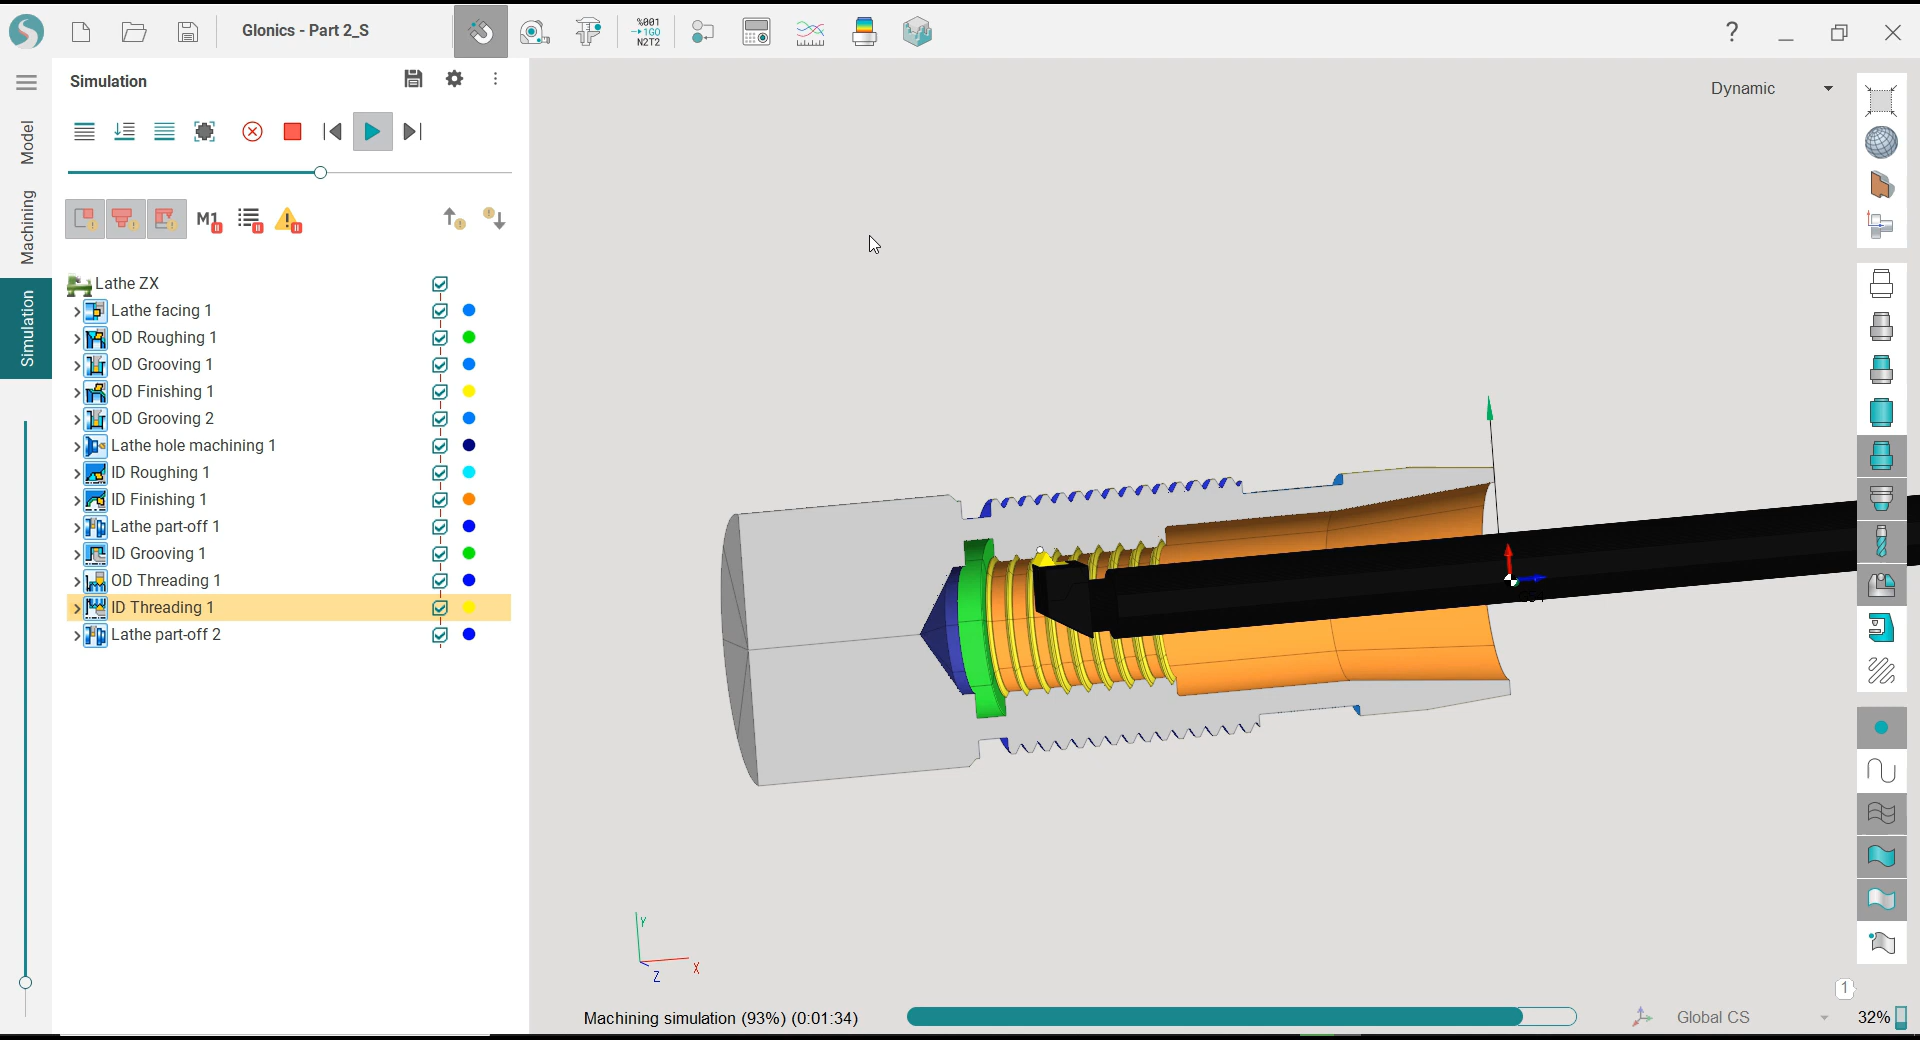 Glonics - Part 2_S
%001
1G0
N2T2
?
Simulation
Dynamic
Model
Machining
Simulation
M1
Lathe ZX
Lathe facing 1
OD Roughing 1
OD Grooving 1
OD Finishing 1
OD Grooving 2
Lathe hole machining 1
ID Roughing 1
ID Finishing 1
Lathe part-off 1
ID Grooving 1
OD Threading 1
ID Threading 1
Lathe part-off 2
Y
X
Z
1
Machining simulation (93%) (0:01:34)
Global CS
32%